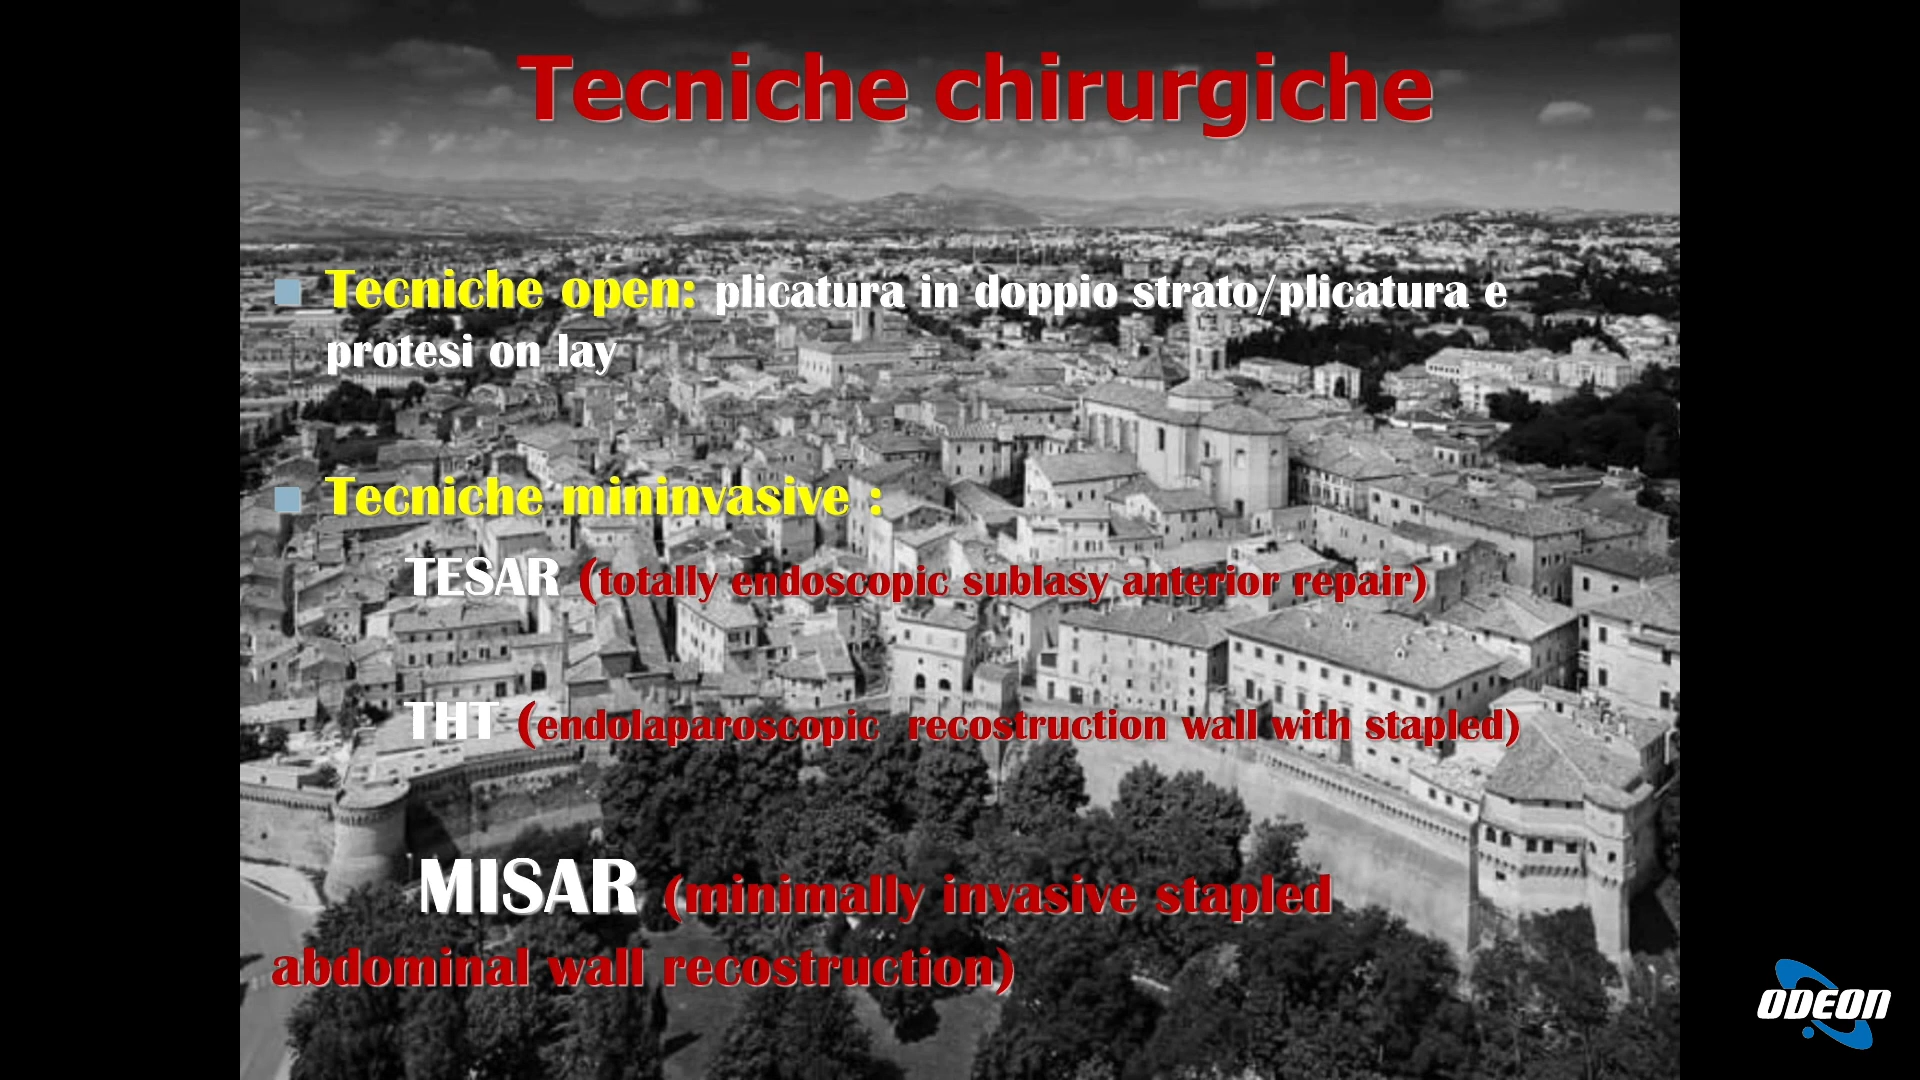 Tecniche chirurgiche
Tecniche open: plicatura in doppio strato/plicatura e
protesi on lay
Tecniche mininvasive :
TESAR (totally endoscopic sublasy anterior repair)
THT (endolaparoscopic recostruction wall with stapled)
MISAR (minimally invasive stapled
abdominal wall recostruction)
ODEON